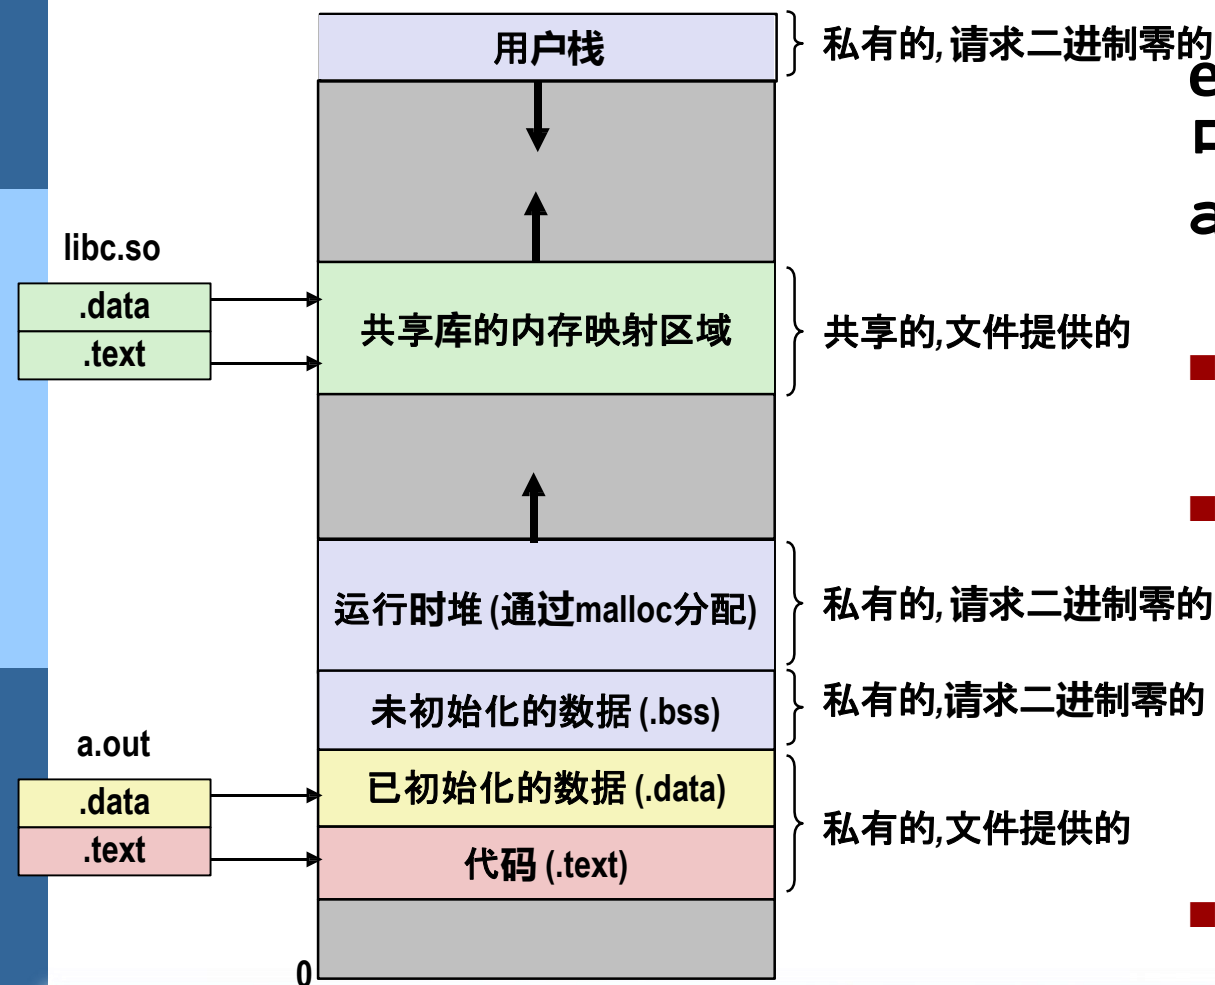 用户栈
私有的, 请求二进制零的
e
a
libc.so
.data
.text
共享库的内存映射区域
共享的,文件提供的
运行时堆 (通过malloc分配)
私有的, 请求二进制零的
未初始化的数据 (.bss)
私有的,请求二进制零的
a.out
.data
.text
已初始化的数据 (.data)
代码 (.text)
私有的,文件提供的
0